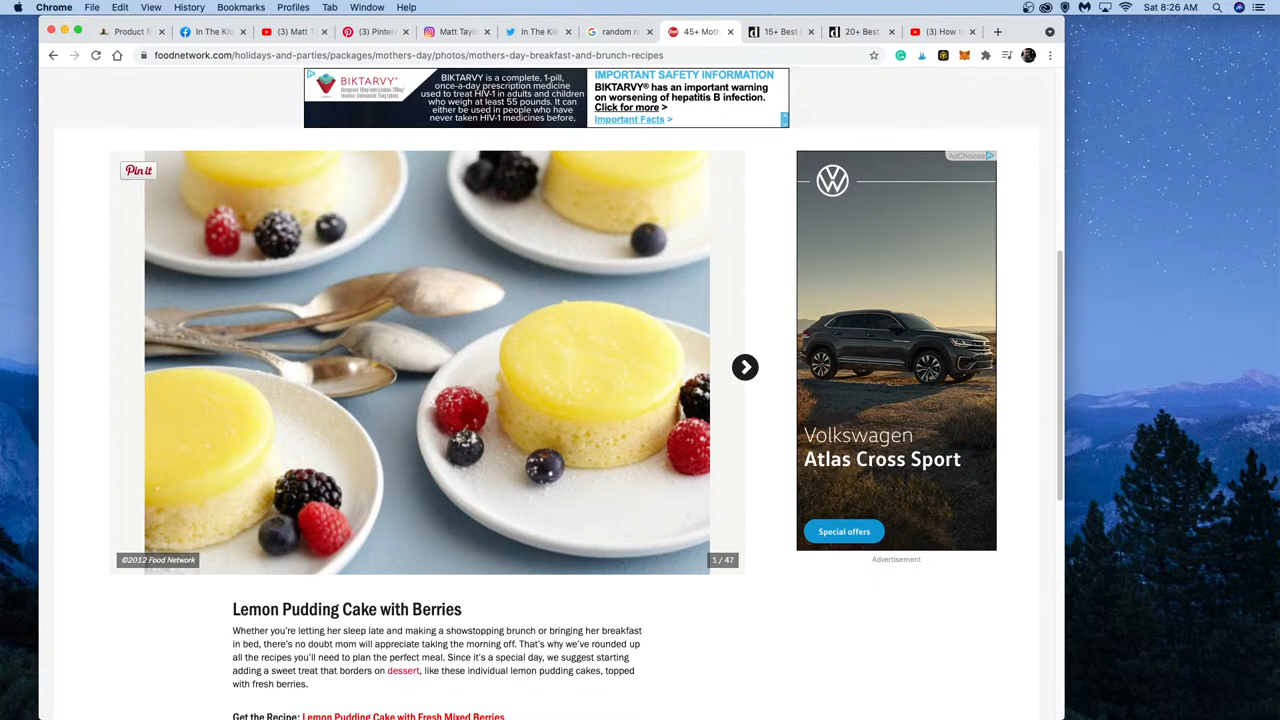 Chrome File Edit View History Bookmarks Profiles Tab Window Help
Sat 8:26 AM
Product R
In The Kit
(3) Matt T
Pinter
Matt Taylo
In The Kit
random n
45+ Moth
15+ Best
20+ Best
(3) How t
foodnetwork.com/holidays-and-parties/packages/mothers-day/photos/mothers-day-breakfast-and-brunch-recipes
BIKTARVY
BIKTARVY is a complete, 1-pill,
once-a-day prescription medicine
used to treat HIV-1 in adults and children
who weigh at least 55 pounds. It can
either be used in people who have
never taken HIV-1 medicines before,
IMPORTANT SAFETY INFORMATION
BIKTARVY® has an important warning
on worsening of hepatitis B infection.
Click for more >
Important Facts >
Pin it
AdChoices
Volkswagen
Atlas Cross Sport
Special offers
Advertisement
©2012 Food Network
1 / 47
Lemon Pudding Cake with Berries
Whether you're letting her sleep late and making a showstopping brunch or bringing her breakfast
in bed, there's no doubt mom will appreciate taking the morning off. That's why we've rounded up
all the recipes you'll need to plan the perfect meal. Since it's a special day, we suggest starting
adding a sweet treat that borders on dessert, like these individual lemon pudding cakes, topped
with fresh berries.
Get the Recipe: Lemon Pudding Cake with Fresh Mixed Berries